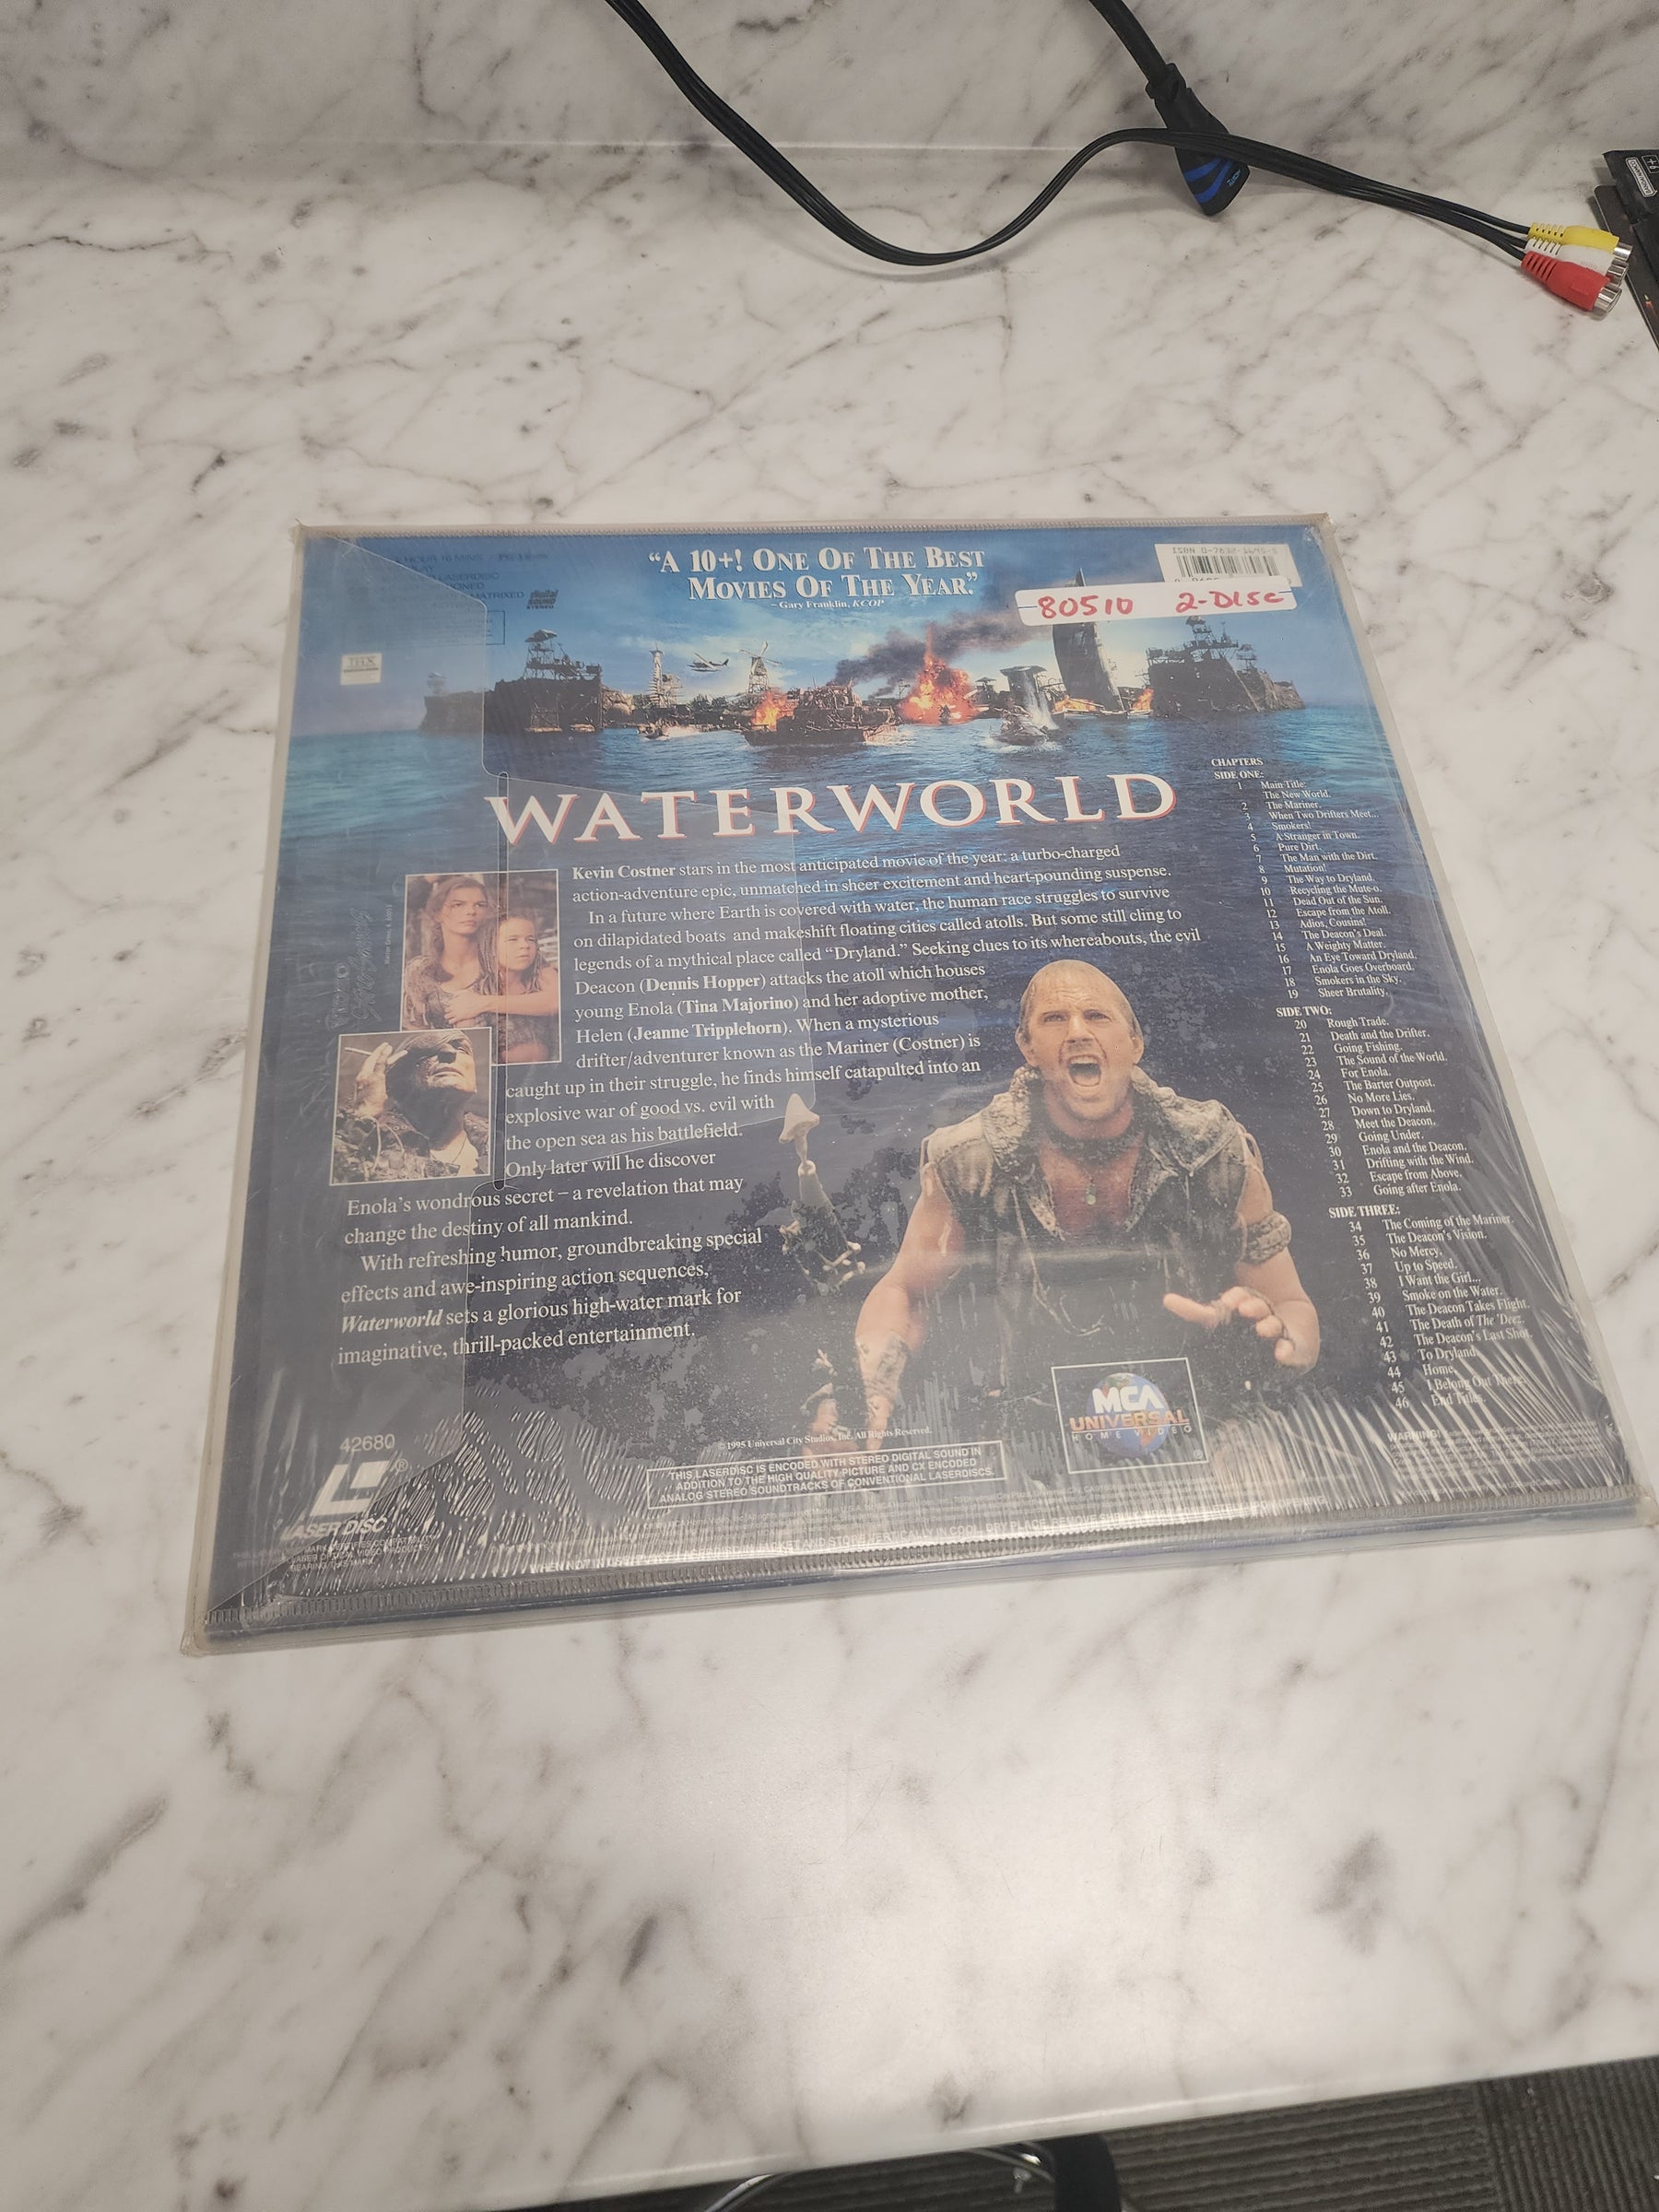 "A 10+! ONE OF THE BEST
MOVIES OF THE YEAR."
– Gary Franklin, KCOP
80510 2-DISC
MATRIXED
digital
sound
STEREO
THX
WATERWORLD
Kevin Costner stars in the most anticipated movie of the year: a turbo-charged
action-adventure epic, unmatched in sheer excitement and heart-pounding suspense.
In a future where Earth is covered with water, the human race struggles to survive
on dilapidated boats and makeshift floating cities called atolls. But some still cling to
legends of a mythical place called "Dryland." Seeking clues to its whereabouts, the evil
Deacon (Dennis Hopper) attacks the atoll which houses
young Enola (Tina Majorino) and her adoptive mother,
Helen (Jeanne Tripplehorn). When a mysterious
drifter/adventurer known as the Mariner (Costner) is
caught up in their struggle, he finds himself catapulted into an
explosive war of good vs. evil with
the open sea as his battlefield.
Only later will he discover
Enola's wondrous secret – a revelation that may
change the destiny of all mankind.
With refreshing humor, groundbreaking special
effects and awe-inspiring action sequences,
Waterworld sets a glorious high-water mark for
imaginative, thrill-packed entertainment.
CHAPTERS
SIDE ONE:
1 Main Title:
The New World.
2 The Mariner.
3 When Two Drifters Meet...
4 Smokers!
5 A Stranger in Town.
6 Pure Dirt.
7 The Man with the Dirt.
8 Mutation!
9 The Way to Dryland.
10 Recycling the Mute-o.
11 Dead Out of the Sun.
12 Escape from the Atoll.
13 Adios, Cousins!
14 The Deacon's Deal.
15 A Weighty Matter.
16 An Eye Toward Dryland.
17 Enola Goes Overboard.
18 Smokers in the Sky.
19 Sheer Brutality.
SIDE TWO:
20 Rough Trade.
21 Death and the Drifter.
22 Going Fishing.
23 The Sound of the World.
24 For Enola.
25 The Barter Outpost.
26 No More Lies.
27 Down to Dryland.
28 Meet the Deacon.
29 Going Under.
30 Enola and the Deacon.
31 Drifting with the Wind.
32 Escape from Above.
33 Going after Enola.
SIDE THREE:
34 The Coming of the Mariner.
35 The Deacon's Vision.
36 No Mercy.
37 Up to Speed.
38 I Want the Girl...
39 Smoke on the Water.
40 The Deacon Takes Flight.
41 The Death of The 'Deez.
42 The Deacon's Last Shot.
43 To Dryland.
44 Home.
45 I Belong Out There.
46 End Titles.
WARNING!
42680
LASER DISC
© 1995 Universal City Studios, Inc. All Rights Reserved.
THIS LASERDISC IS ENCODED WITH STEREO DIGITAL SOUND IN
ADDITION TO THE HIGH QUALITY PICTURE AND CX ENCODED
ANALOG STEREO SOUNDTRACKS OF CONVENTIONAL LASERDISCS.
MCA
UNIVERSAL
HOME VIDEO